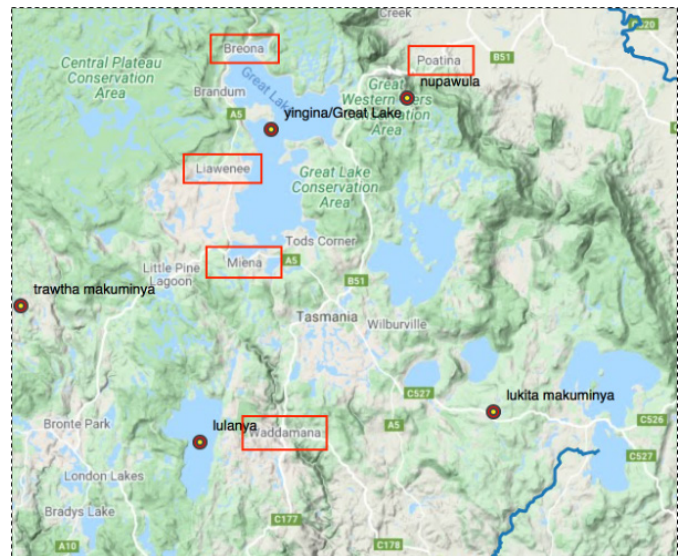 Creek
C520
Breona
Poatina
B51
Central Plateau
Conservation
Area
Great Lake
nupawula
Brandum
Great
Western Tiers
Conservation
Area
A5
yingina/Great Lake
Liawenee
Great Lake
Conservation
Area
Tods Corner
Miena
A5
Little Pine
Lagoon
B51
trawtha makuminya
Tasmania
Wilburville
C527
lukita makuminya
Bronte Park
lulanya
Waddamana
A5
C526
C527
London Lakes
Bradys Lake
C177
A10
C178